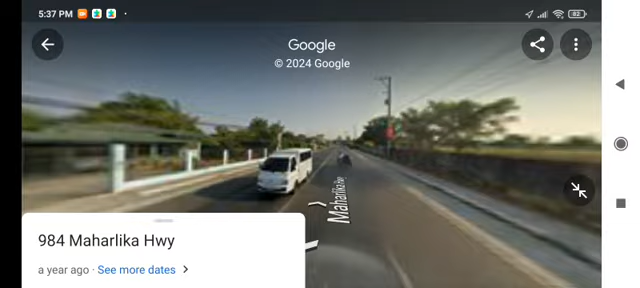 5:37 PM
82
Google
© 2024 Google
Maharlika Hwy
984 Maharlika Hwy
a year ago · See more dates